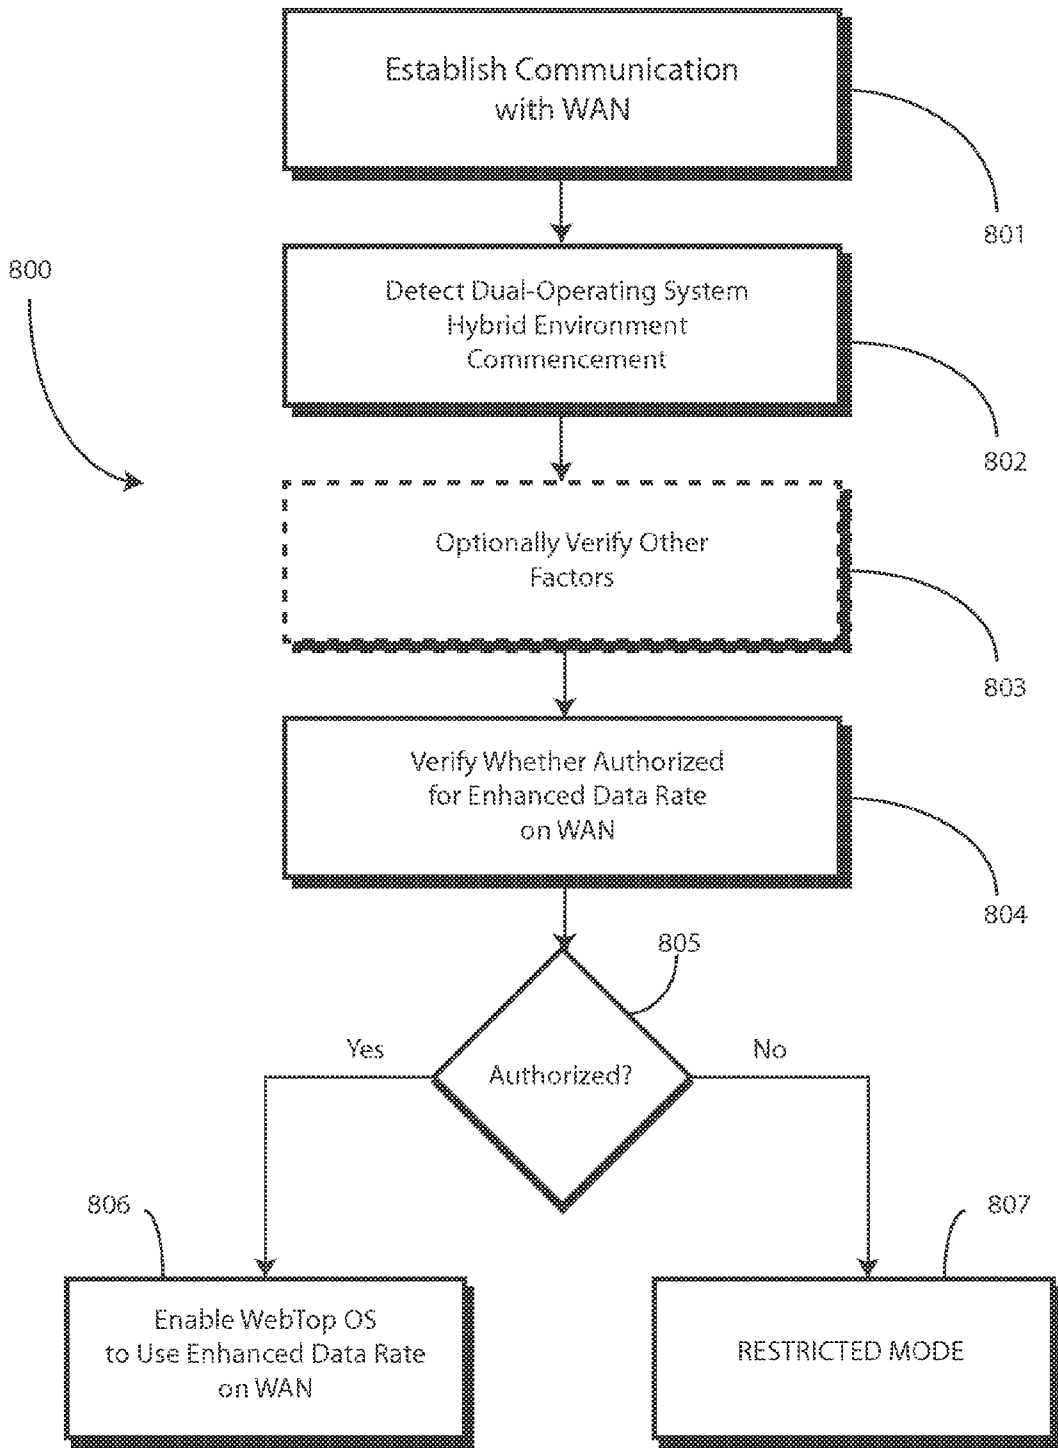 Establish Communication
with WAN
801
800
Detect Dual-Operating System
Hybrid Environment
Commencement
802
Optionally Verify Other
Factors
803
Verify Whether Authorized
for Enhanced Data Rate
on WAN
804
805
Yes
No
Authorized?
806
807
Enable WebTop OS
to Use Enhanced Data Rate
on WAN
RESTRICTED MODE